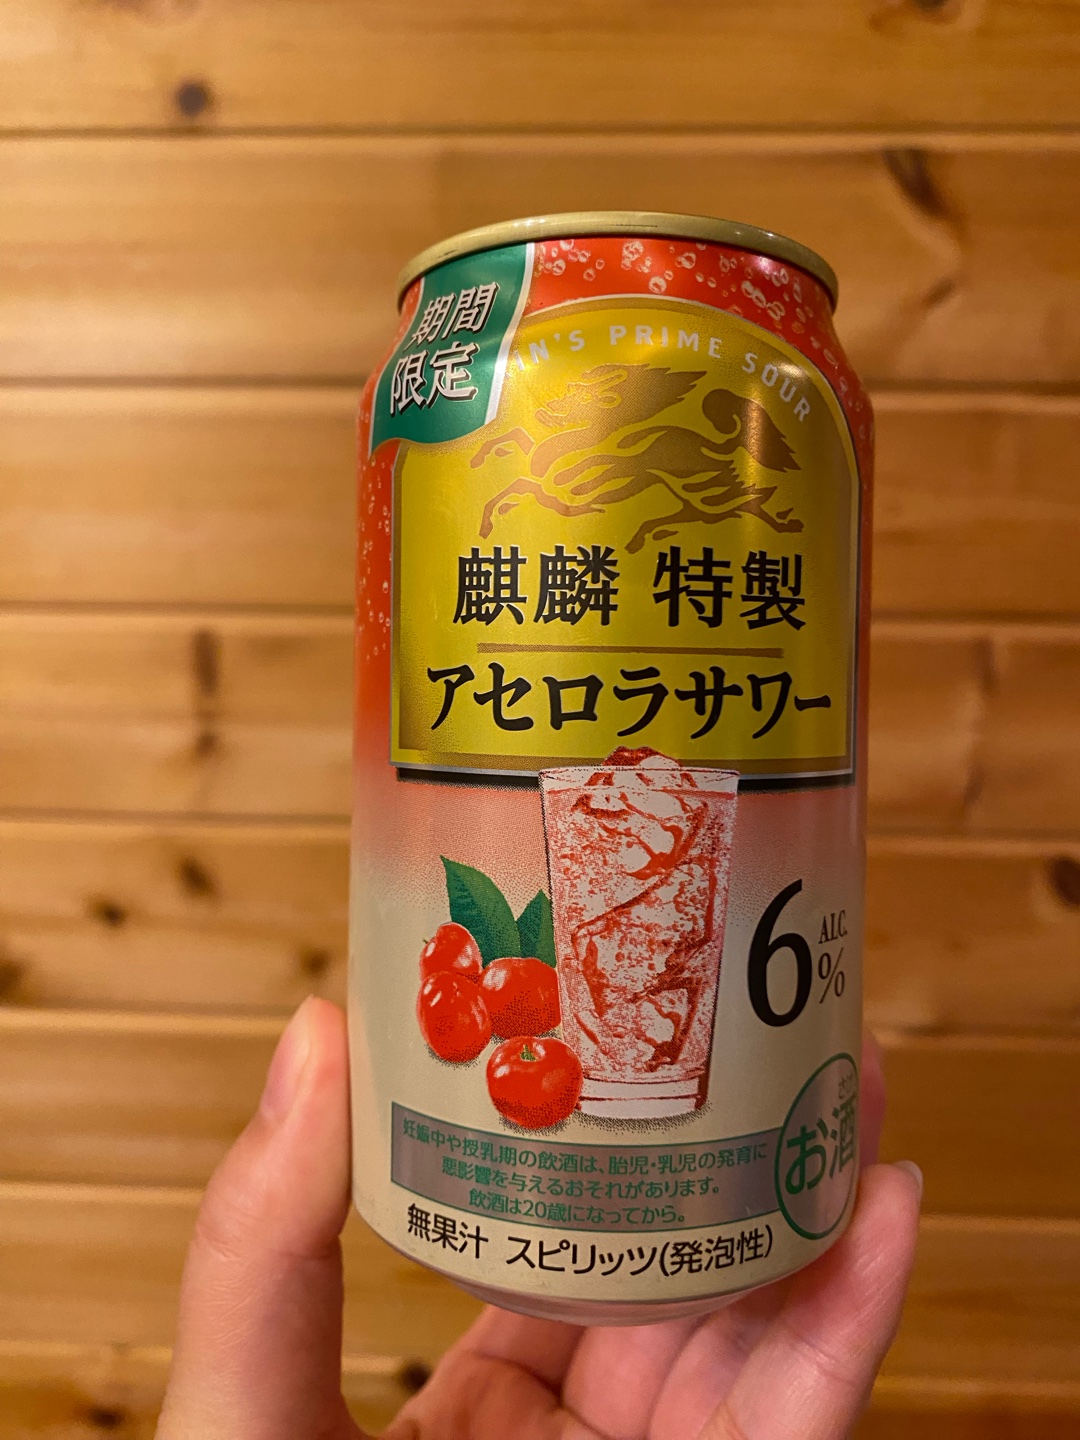 期間
限定
IN'S PRIME SOUR
麒麟 特製
アセロラサワー
6
ALC.
%
お酒
妊娠中や授乳期の飲酒は、胎児・乳児の発育に
悪影響を与えるおそれがあります。
飲酒は20歳になってから。
無果汁 スピリッツ(発泡性)